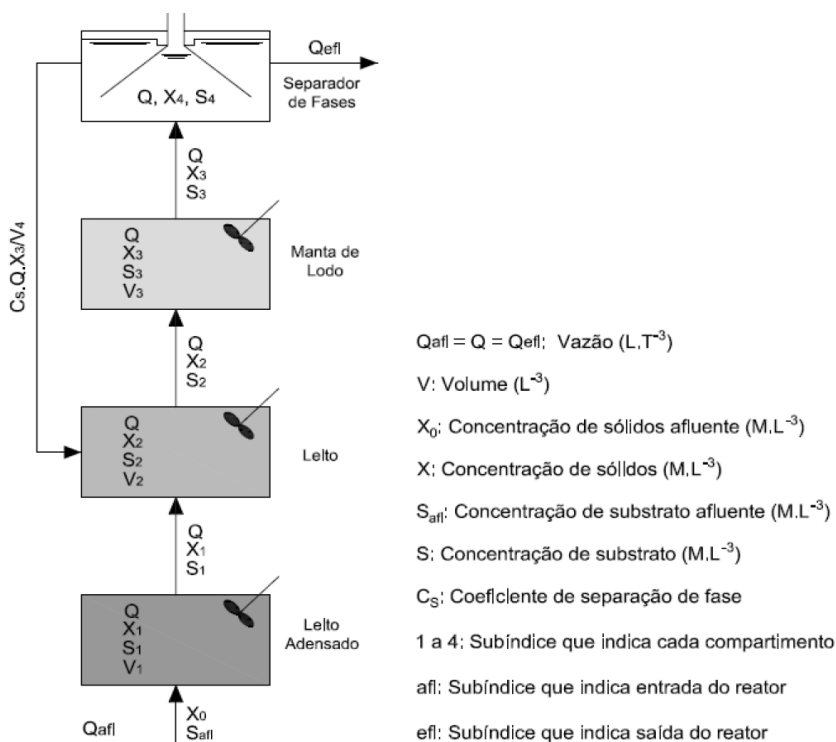 Qefl
Separador
de Fases
Q, X4, S4
Q
X3
S3
Cs.Q.X3/V4
Q
X3
S3
V3
Manta de
Lodo
Q
X2
S2
Q
X2
S2
V2
Leito
Q
X1
S1
Q
X1
S1
V1
Leito
Adensado
Qafl
X0
Safl
Qafl = Q = Qefl: Vazão (L.T⁻³)
V: Volume (L⁻³)
X₀: Concentração de sólidos afluente (M.L⁻³)
X: Concentração de sólidos (M.L⁻³)
Safl: Concentração de substrato afluente (M.L⁻³)
S: Concentração de substrato (M.L⁻³)
CS: Coeficiente de separação de fase
1 a 4: Subíndice que indica cada compartimento
afl: Subíndice que indica entrada do reator
efl: Subíndice que indica saída do reator